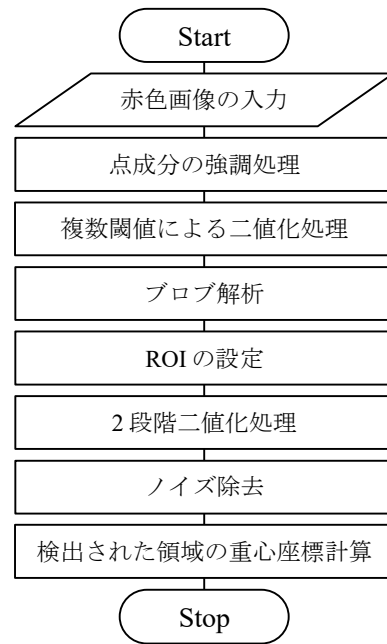 Start
赤色画像の入力
点成分の強調処理
複数閾値による二値化処理
ブロブ解析
ROI の設定
2 段階二値化処理
ノイズ除去
検出された領域の重心座標計算
Stop